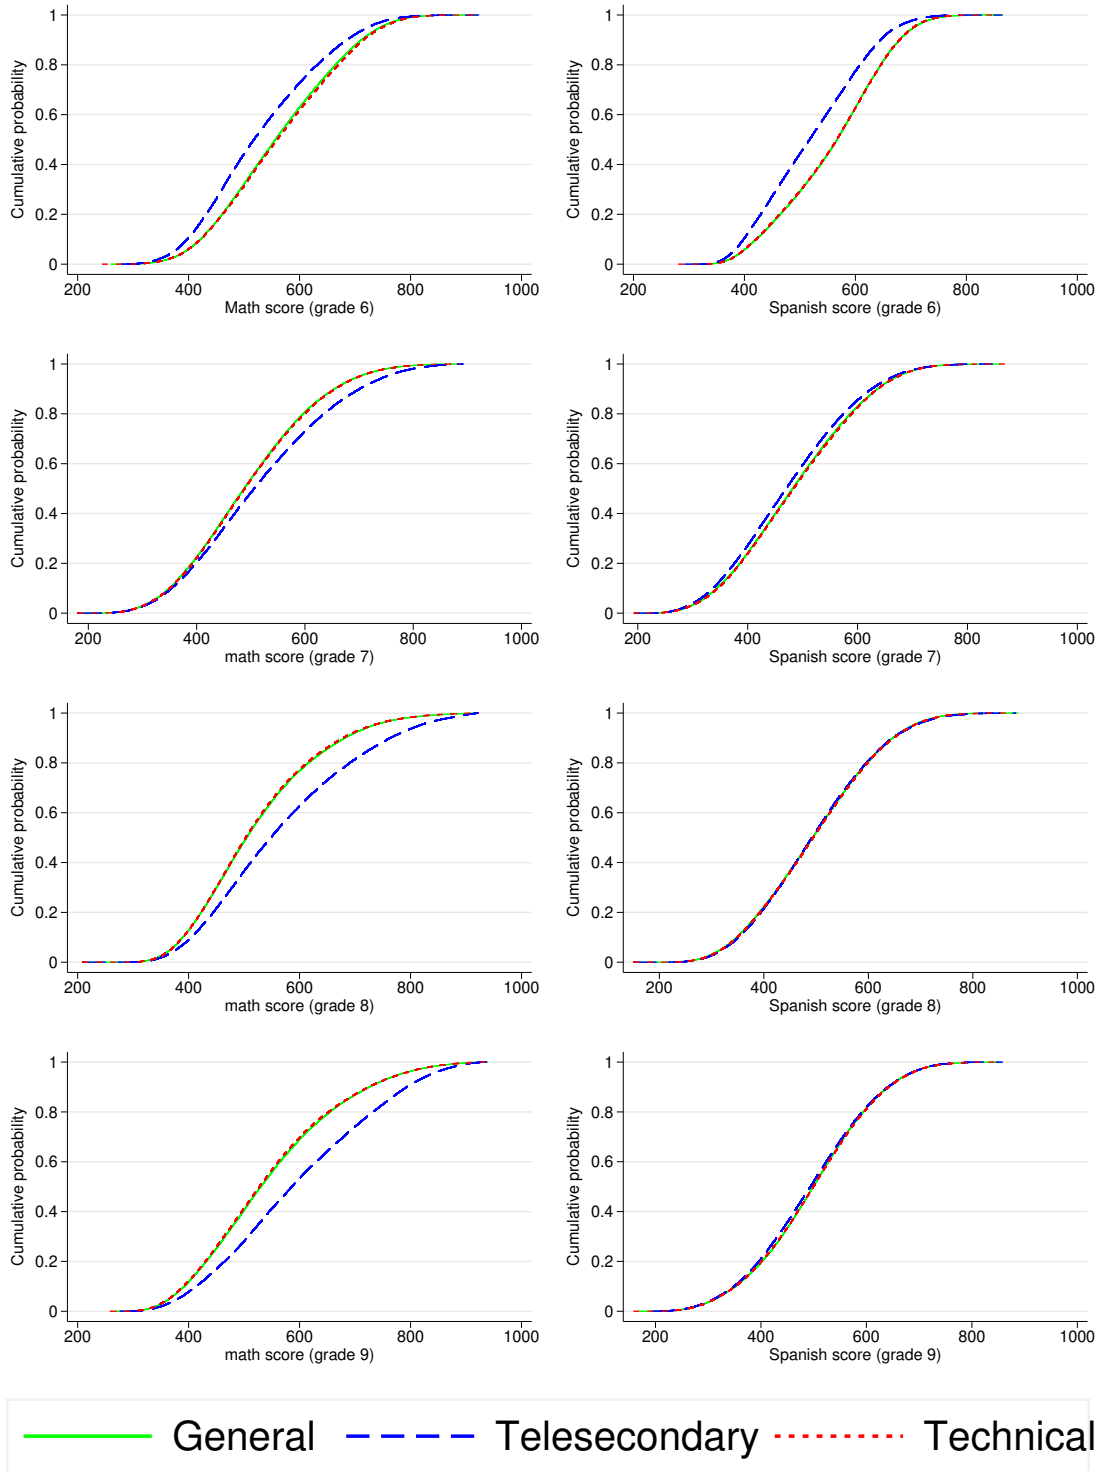 Cumulative probability
1
0.8
0.6
0.4
0.2
0
200 400 600 800 1000
Math score (grade 6)
Cumulative probability
1
0.8
0.6
0.4
0.2
0
200 400 600 800 1000
Spanish score (grade 6)
Cumulative probability
1
0.8
0.6
0.4
0.2
0
200 400 600 800 1000
math score (grade 7)
Cumulative probability
1
0.8
0.6
0.4
0.2
0
200 400 600 800 1000
Spanish score (grade 7)
Cumulative probability
1
0.8
0.6
0.4
0.2
0
200 400 600 800 1000
math score (grade 8)
Cumulative probability
1
0.8
0.6
0.4
0.2
0
200 400 600 800 1000
Spanish score (grade 8)
Cumulative probability
1
0.8
0.6
0.4
0.2
0
200 400 600 800 1000
math score (grade 9)
Cumulative probability
1
0.8
0.6
0.4
0.2
0
200 400 600 800 1000
Spanish score (grade 9)
General Telesecondary Technical